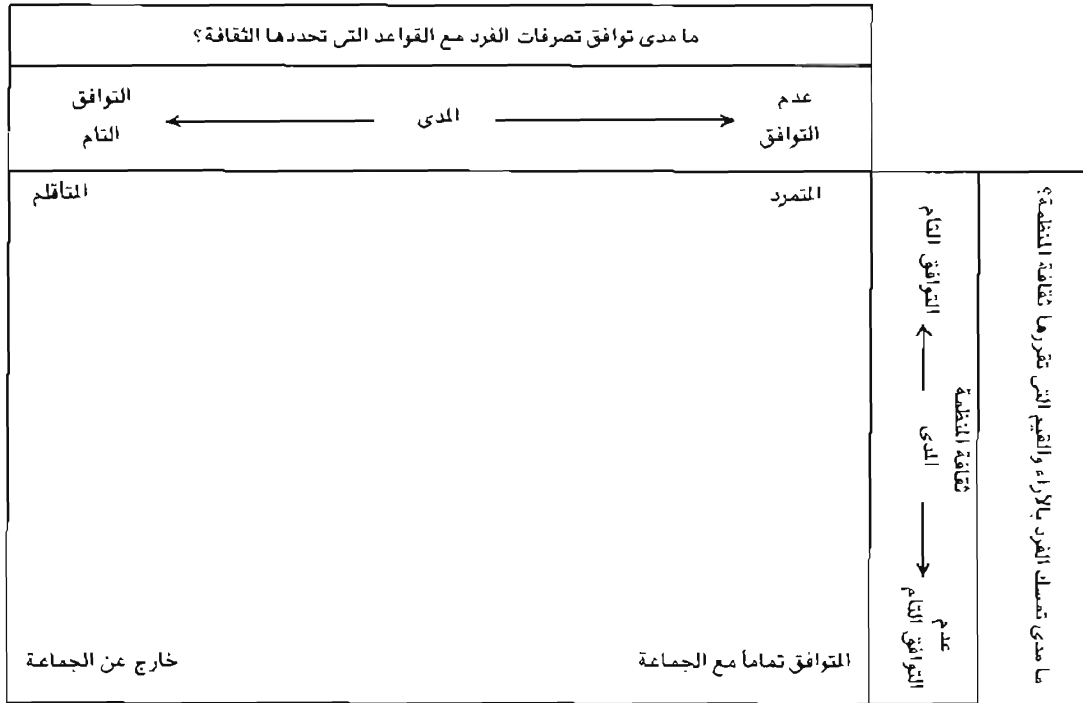 ما مدى توافق تصرفات الفرد مع القواعد التى تحددها الثقافة؟
عدم
التوافق
المدى
التوافق
التام
المتمرد
المتأقلم
التوافق التام
المدى
عدم
التوافق التام
ثقافة المنظمة
ما مدى تمسك الفرد بالآراء والقيم التى تقررها ثقافة المنظمة؟
المتوافق تماماً مع الجماعة
خارج عن الجماعة